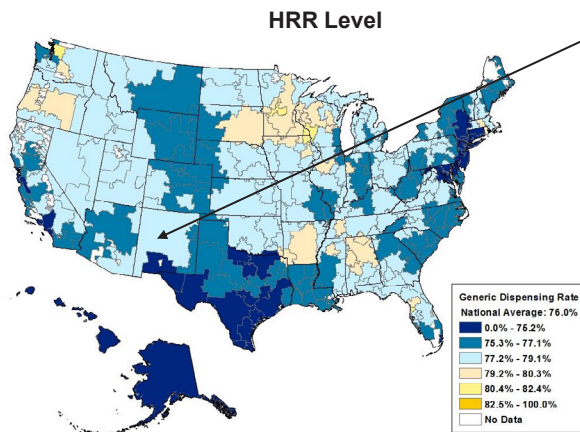 HRR Level
Generic Dispensing Rate
National Average: 76.0%
0.0% - 75.2%
75.3% - 77.1%
77.2% - 79.1%
79.2% - 80.3%
80.4% - 82.4%
82.5% - 100.0%
No Data